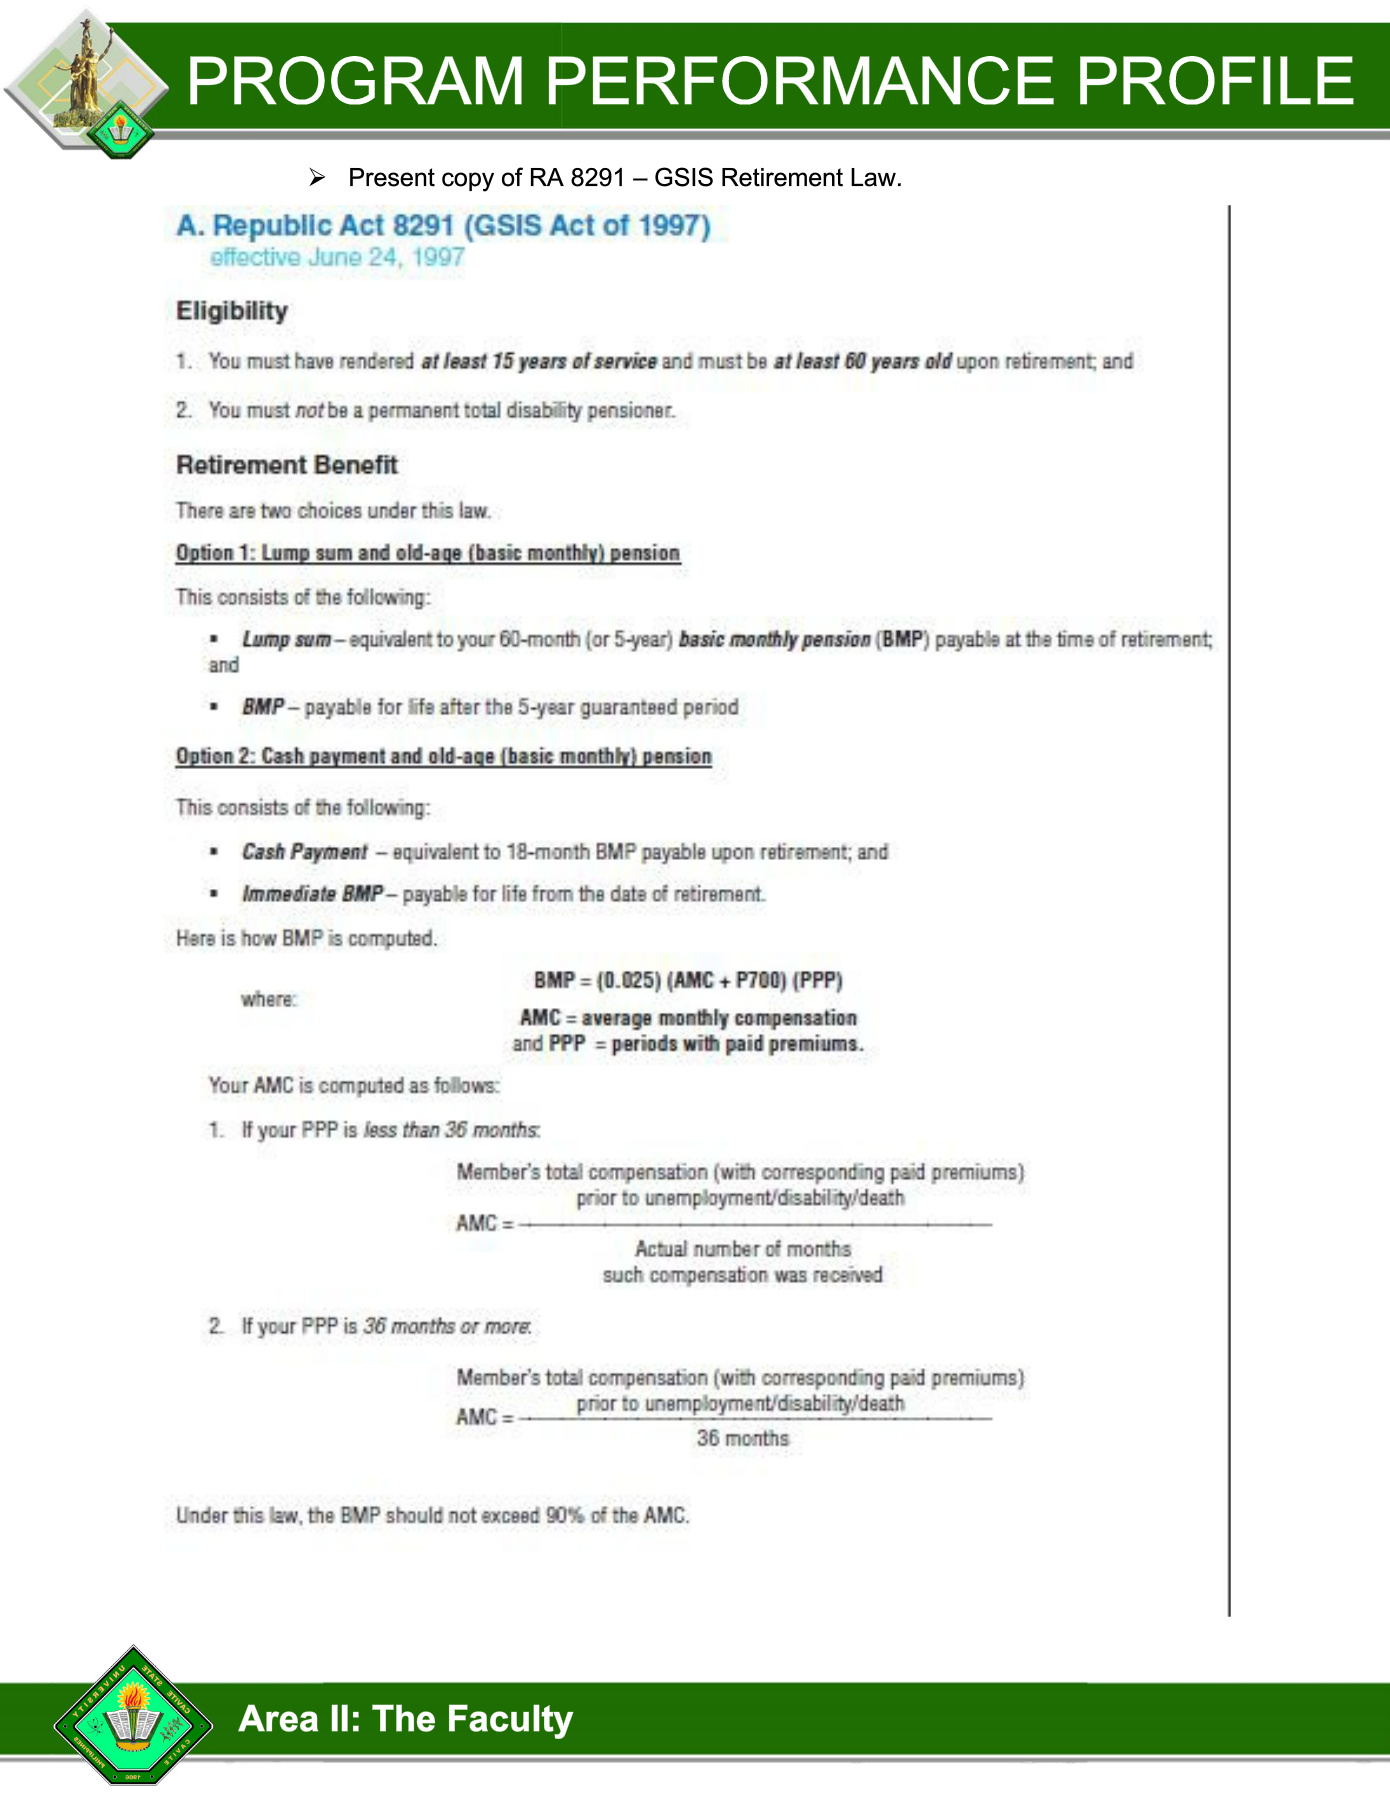 PROGRAM PERFORMANCE PROFILE
➢ Present copy of RA 8291 – GSIS Retirement Law.
A. Republic Act 8291 (GSIS Act of 1997)
effective June 24, 1997
Eligibility
1. You must have rendered at least 15 years of service and must be at least 60 years old upon retirement; and
2. You must not be a permanent total disability pensioner.
Retirement Benefit
There are two choices under this law.
Option 1: Lump sum and old-age (basic monthly) pension
This consists of the following:
▪ Lump sum – equivalent to your 60-month (or 5-year) basic monthly pension (BMP) payable at the time of retirement;
and
▪ BMP – payable for life after the 5-year guaranteed period
Option 2: Cash payment and old-age (basic monthly) pension
This consists of the following:
▪ Cash Payment – equivalent to 18-month BMP payable upon retirement; and
▪ Immediate BMP – payable for life from the date of retirement.
Here is how BMP is computed.
BMP = (0.025) (AMC + P700) (PPP)
where:
AMC = average monthly compensation
and PPP = periods with paid premiums.
Your AMC is computed as follows:
1. If your PPP is less than 36 months:
Member's total compensation (with corresponding paid premiums)
prior to unemployment/disability/death
AMC =
Actual number of months
such compensation was received
2. If your PPP is 36 months or more:
Member's total compensation (with corresponding paid premiums)
prior to unemployment/disability/death
AMC =
36 months
Under this law, the BMP should not exceed 90% of the AMC.
CAVITE STATE UNIVERSITY
CAVITE
PHILIPPINES
1906
Area II: The Faculty